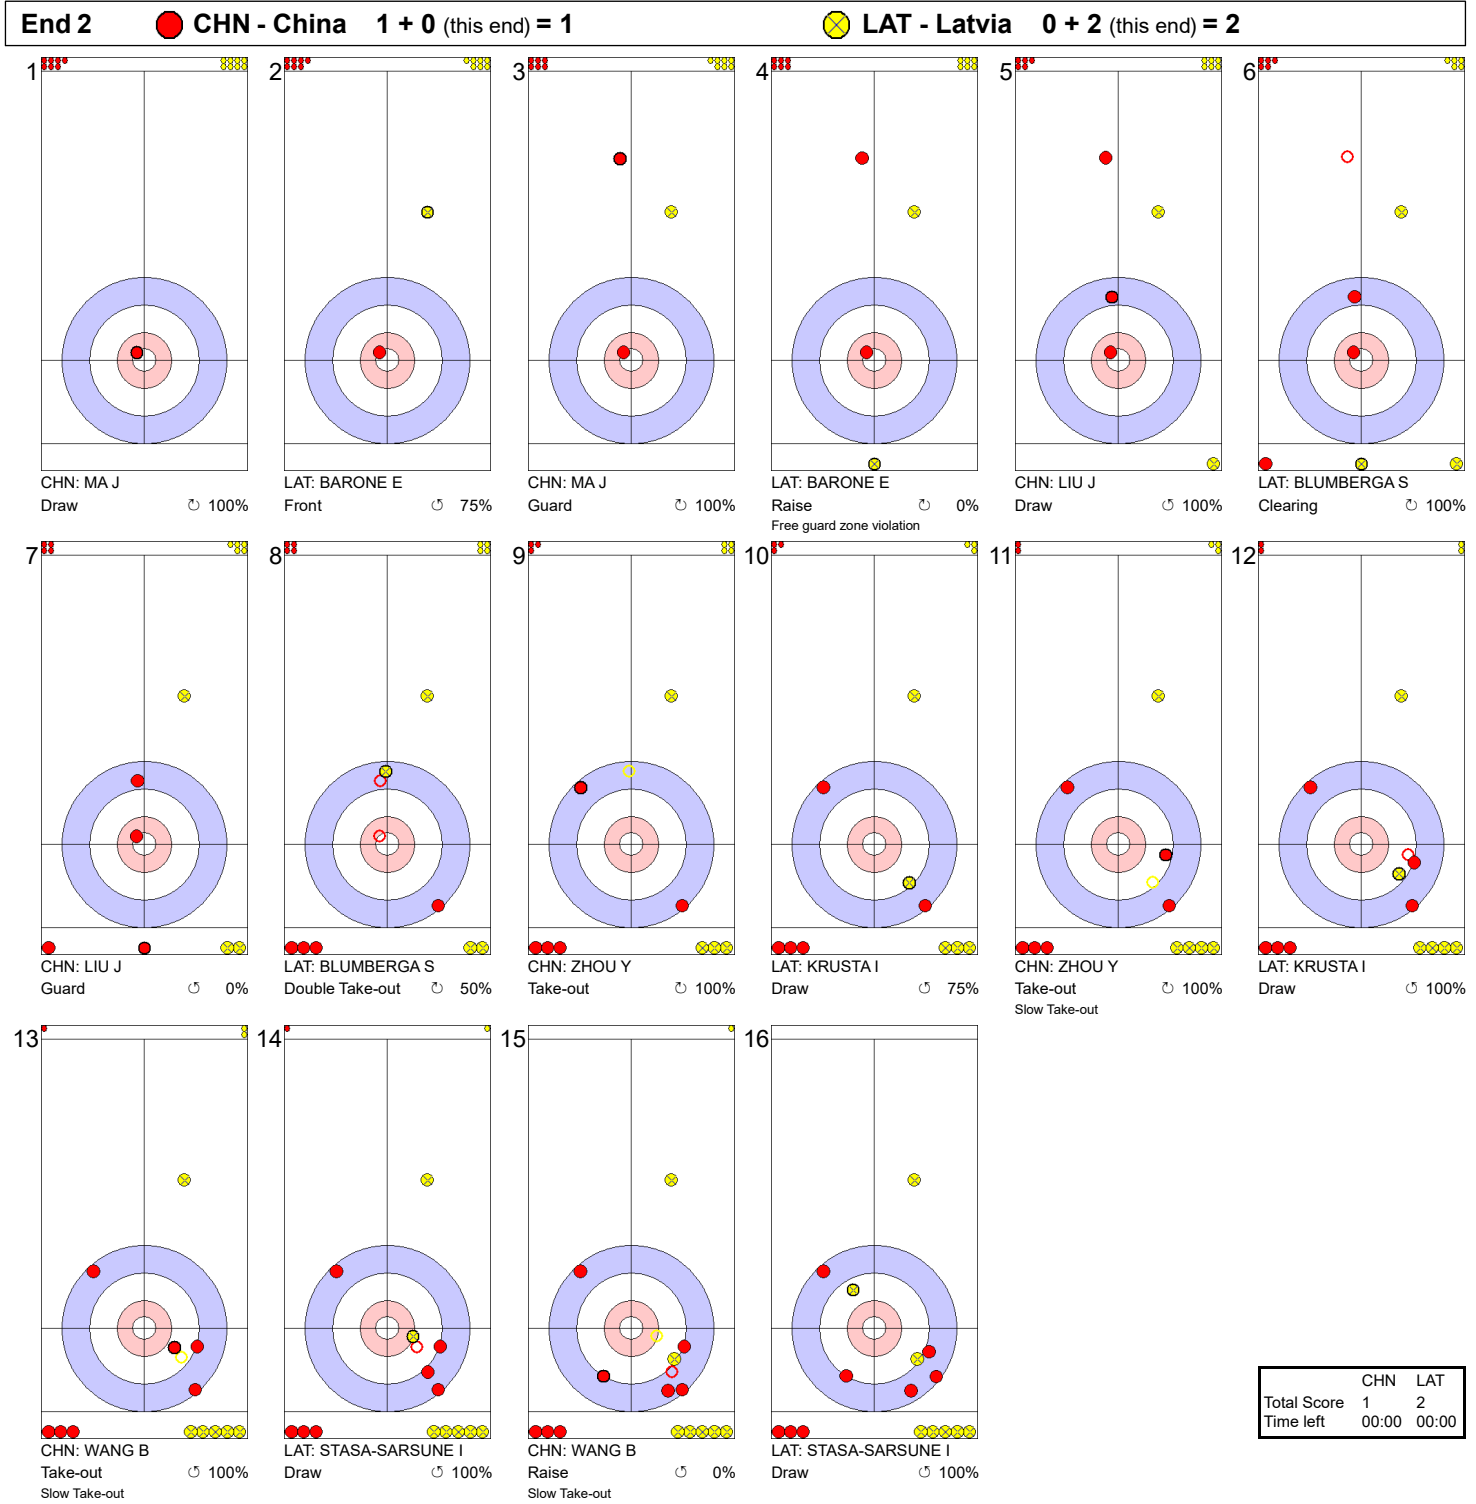 End 2 CHN - China 1 + 0 (this end) = 1 LAT - Latvia 0 + 2 (this end) = 2
1 2 3 4 5 6
CHN: MA J LAT: BARONE E CHN: MA J LAT: BARONE E CHN: LIU J LAT: BLUMBERGA S
Draw ↻ 100% Front ↺ 75% Guard ↻ 100% Raise ↻ 0% Draw ↻ 100% Clearing ↻ 100%
Free guard zone violation
7 8 9 10 11 12
CHN: LIU J LAT: BLUMBERGA S CHN: ZHOU Y LAT: KRUSTA I CHN: ZHOU Y LAT: KRUSTA I
Guard ↺ 0% Double Take-out ↻ 50% Take-out ↻ 100% Draw ↺ 75% Take-out ↻ 100% Draw ↺ 100%
Slow Take-out
13 14 15 16
CHN: WANG B LAT: STASA-SARSUNE I CHN: WANG B LAT: STASA-SARSUNE I
Take-out ↺ 100% Draw ↺ 100% Raise ↺ 0% Draw ↺ 100%
Slow Take-out Slow Take-out
CHN LAT
Total Score 1 2
Time left 00:00 00:00